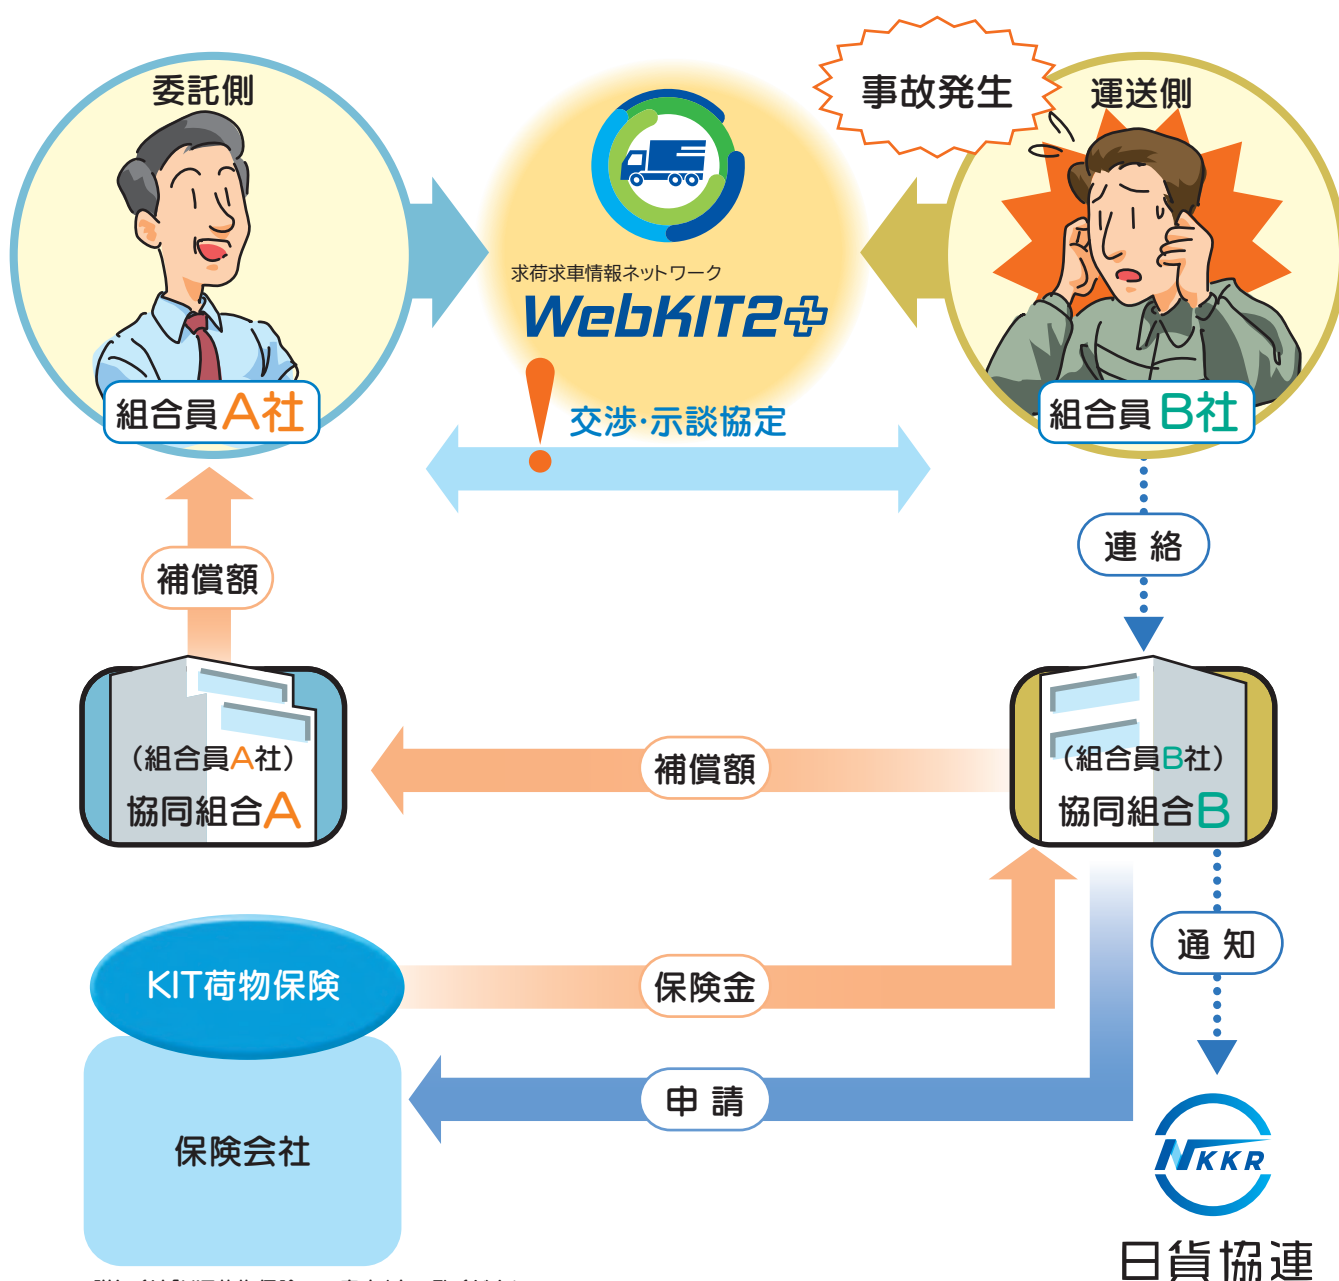 委託側
事故発生
運送側
求荷求車情報ネットワーク
WebKIT2
組合員A社
交渉・示談協定
組合員B社
連絡
補償額
(組合員A社)
協同組合A
補償額
(組合員B社)
協同組合B
通知
KIT荷物保険
保険金
申請
保険会社
NKKR
日貨協連